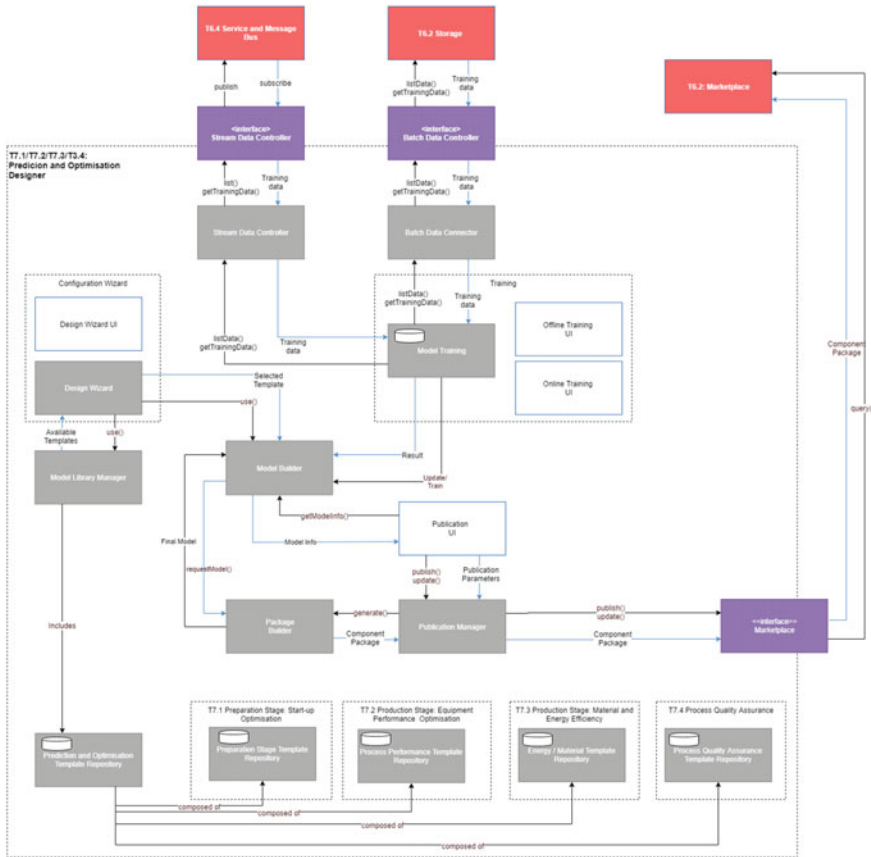 T6.4 Service and Message
Bus
T6.2 Storage
T6.2: Marketplace
publish
subscribe
listData()
getTrainingData()
Training
data
<interface>
Stream Data Controller
<interface>
Batch Data Controller
T7.1/T7.2/T7.3/T3.4:
Predicion and Optimisation
Designer
list()
getTrainingData()
Training
data
listData()
getTrainingData()
Training
data
Stream Data Controller
Batch Data Connector
Configuration Wizard
Design Wizard UI
listData()
getTrainingData()
Training
data
Training
Offline Training
UI
Online Training
UI
listData()
getTrainingData()
Training
data
Model Training
Component
Package
query(
Design Wizard
Selected
Template
use()
Available
Templates
use()
Model Library Manager
Model Builder
Result
Update/
Train
getModelInfo()
Publication
UI
Final Model
Model Info
requestModel()
publish()
update()
Publication
Parameters
Includes
Package
Builder
generate()
Component
Package
Publication Manager
publish()
update()
Component
Package
<<interface>>
Marketplace
T7.1 Preparation Stage: Start-up
Optimisation
T7.2 Production Stage: Equipment
Performance Optimisation
T7.3 Production Stage: Material and
Energy Efficiency
T7.4 Process Quality Assurance
Prediction and Optimisation
Template Repository
Preparation Stage Template
Repository
Process Performance Template
Repository
Energy / Material Template
Repository
Process Quality Assurance
Template Repository
composed of
composed of
composed of
composed of